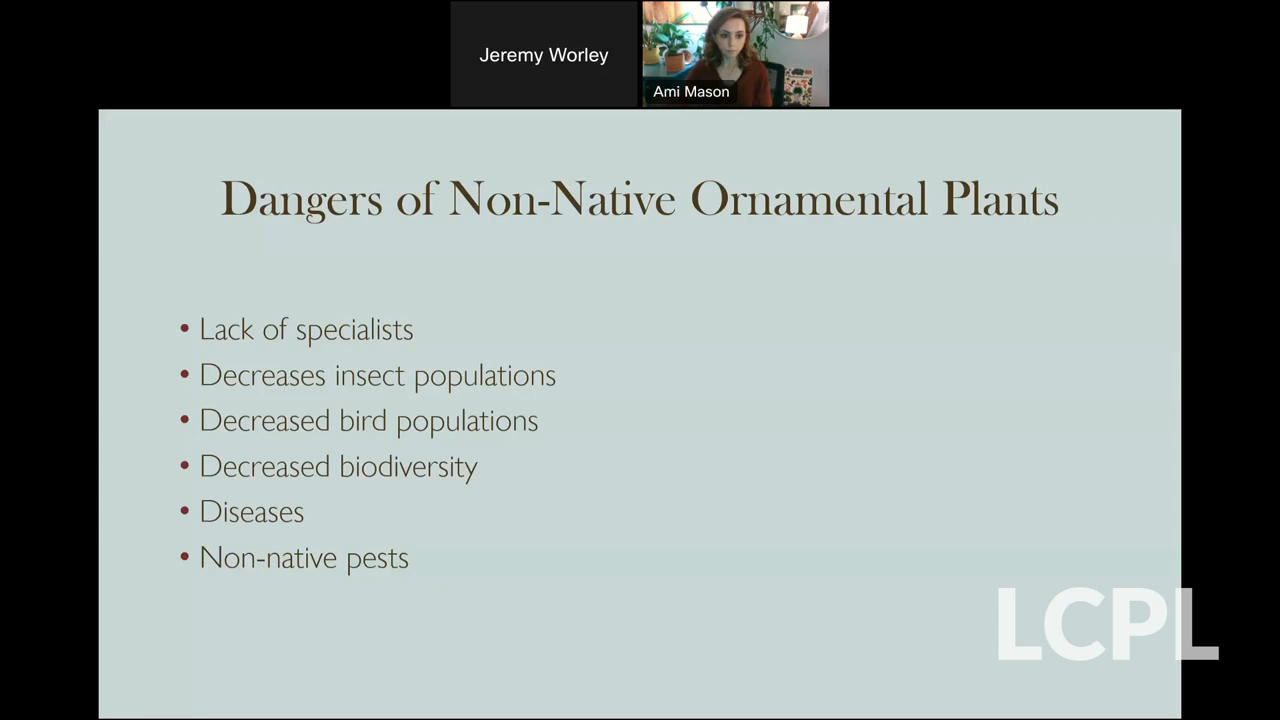 Jeremy Worley
Ami Mason
Dangers of Non-Native Ornamental Plants
• Lack of specialists
• Decreases insect populations
• Decreased bird populations
• Decreased biodiversity
• Diseases
• Non-native pests
LCPL